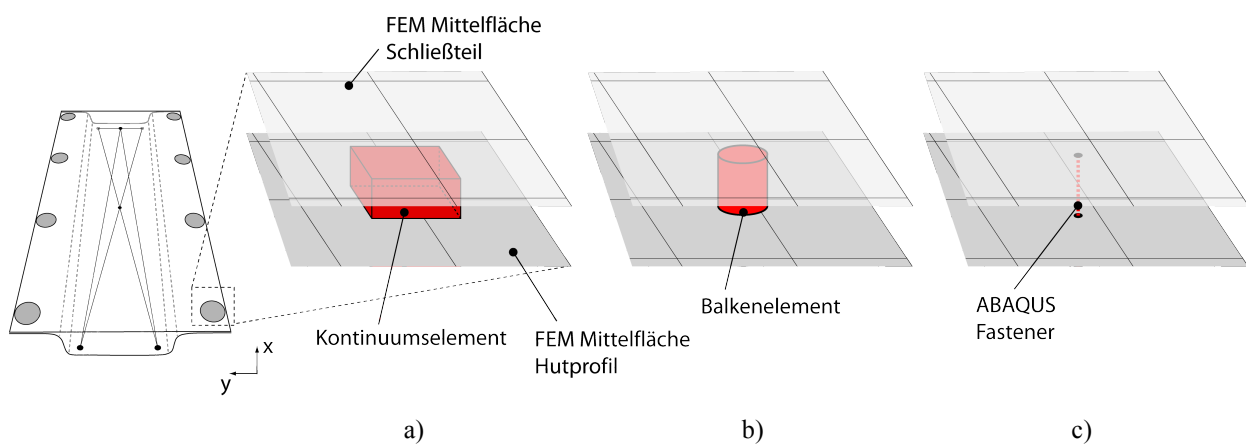 FEM Mittelfläche
Schließteil
Kontinuumselement
FEM Mittelfläche
Hutprofil
Balkenelement
ABAQUS
Fastener
x
y
a)
b)
c)